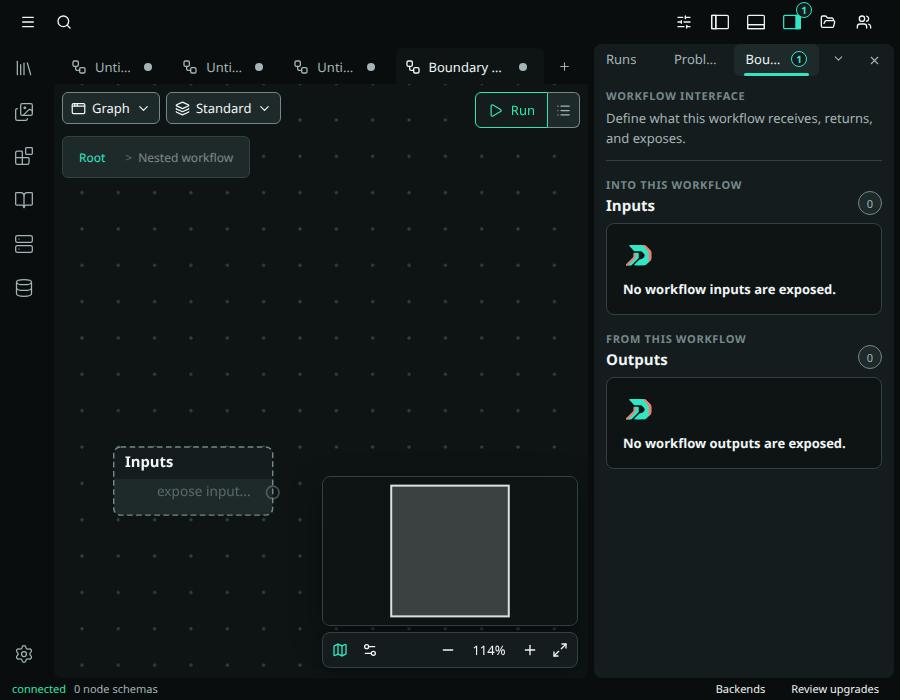 1
Unti...
Unti...
Unti...
Boundary ...
Runs
Probl...
Bou...
1
Graph
Standard
Run
Root > Nested workflow
WORKFLOW INTERFACE
Define what this workflow receives, returns,
and exposes.
INTO THIS WORKFLOW
Inputs
0
No workflow inputs are exposed.
FROM THIS WORKFLOW
Outputs
0
No workflow outputs are exposed.
Inputs
expose input...
114%
connected
0 node schemas
Backends
Review upgrades